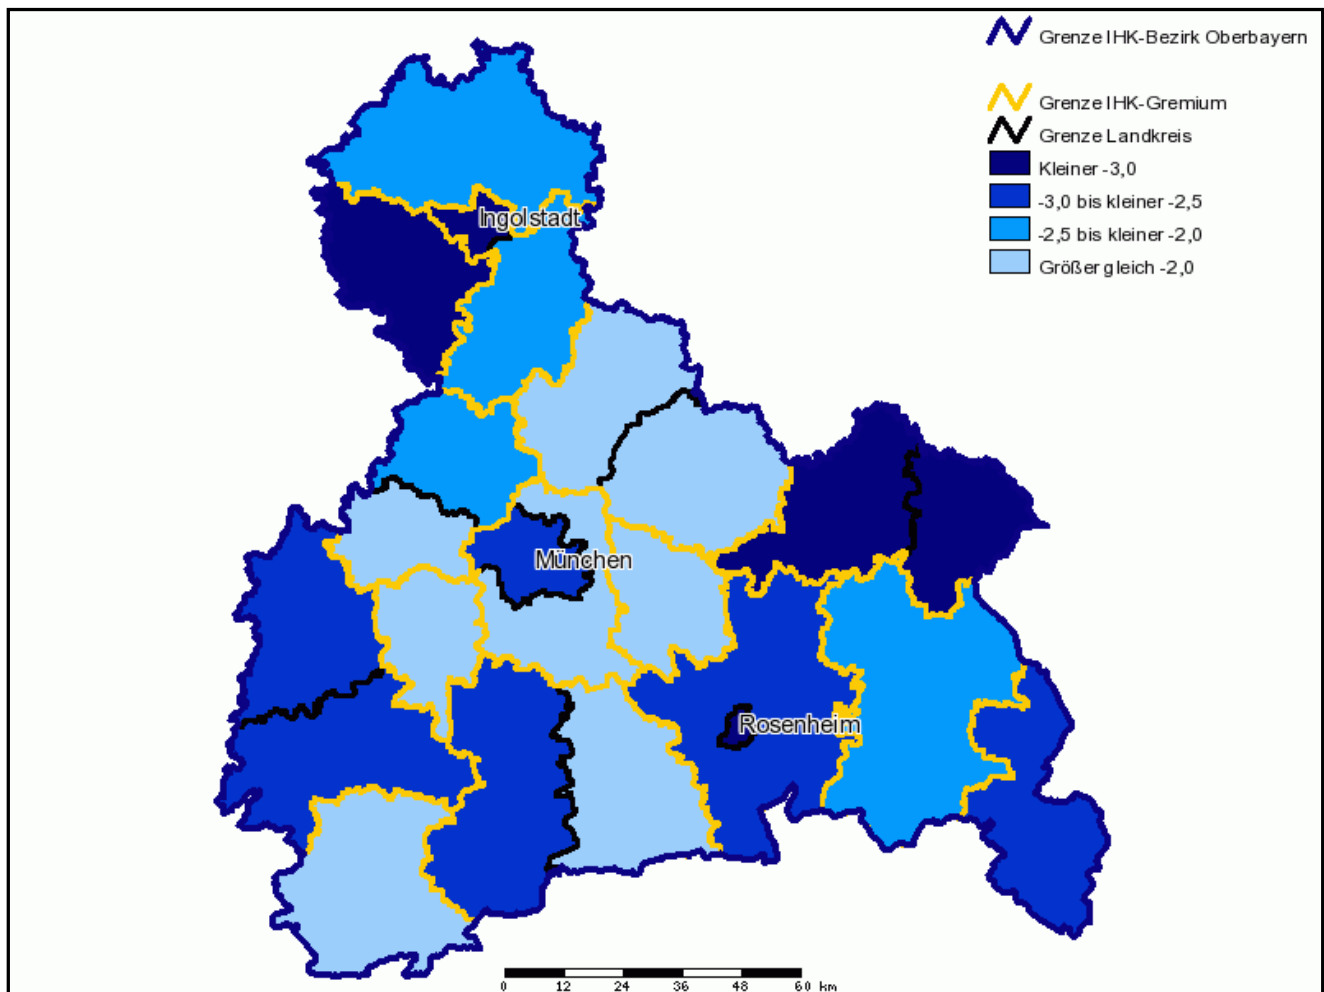 Grenze IHK-Bezirk Oberbayern
Grenze IHK-Gremium
Grenze Landkreis
Kleiner -3,0
-3,0 bis kleiner -2,5
-2,5 bis kleiner -2,0
Größer gleich -2,0
Ingolstadt
München
Rosenheim
0 12 24 36 48 60 km